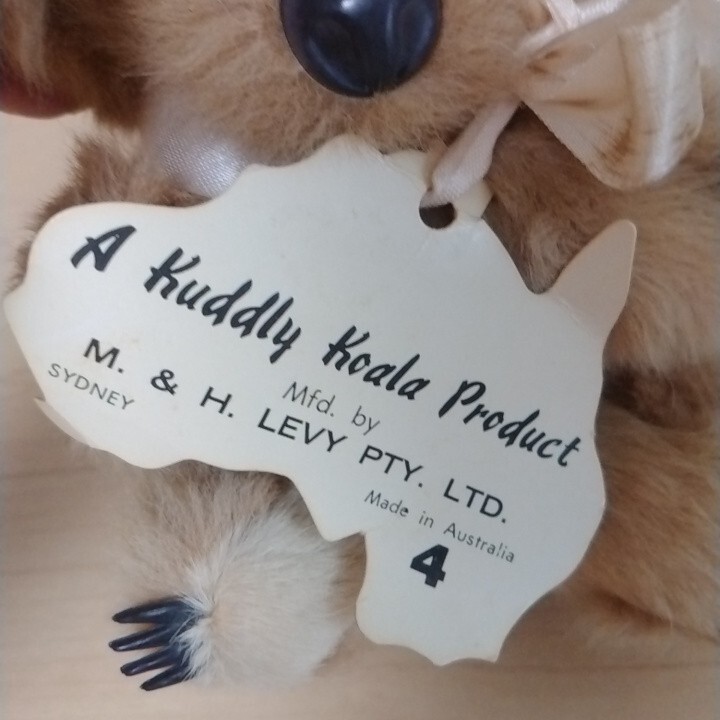 A Kuddly Koala Product
Mfd. by
M. & H. LEVY PTY. LTD.
SYDNEY
Made in Australia
4